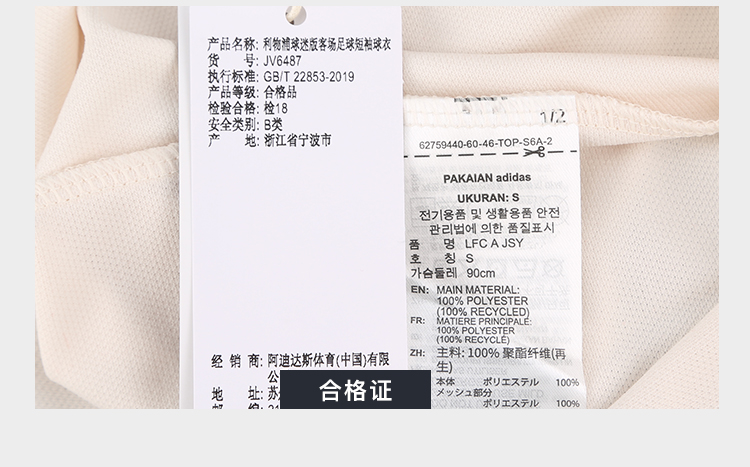 产品名称: 利物浦球迷版客场足球短袖球衣
货 号: JV6487
执行标准: GB/T 22853-2019
产品等级: 合格品
检验合格: 检18
安全类别: B类
产 地: 浙江省宁波市
经 销 商: 阿迪达斯体育(中国)有限
公
地 址: 苏
合格证
1/2
62759440-60-46-TOP-S6A-2
PAKAIAN adidas
UKURAN: S
전기용품 및 생활용품 안전
관리법에 의한 품질표시
품 명 LFC A JSY
호 칭 S
가슴둘레 90cm
EN: MAIN MATERIAL:
100% POLYESTER
(100% RECYCLED)
FR: MATIERE PRINCIPALE:
100% POLYESTER
(100% RECYCLÉ)
ZH: 主料: 100% 聚酯纤维(再
生)
本体 ポリエステル 100%
メッシュ部分
ポリエステル 100%